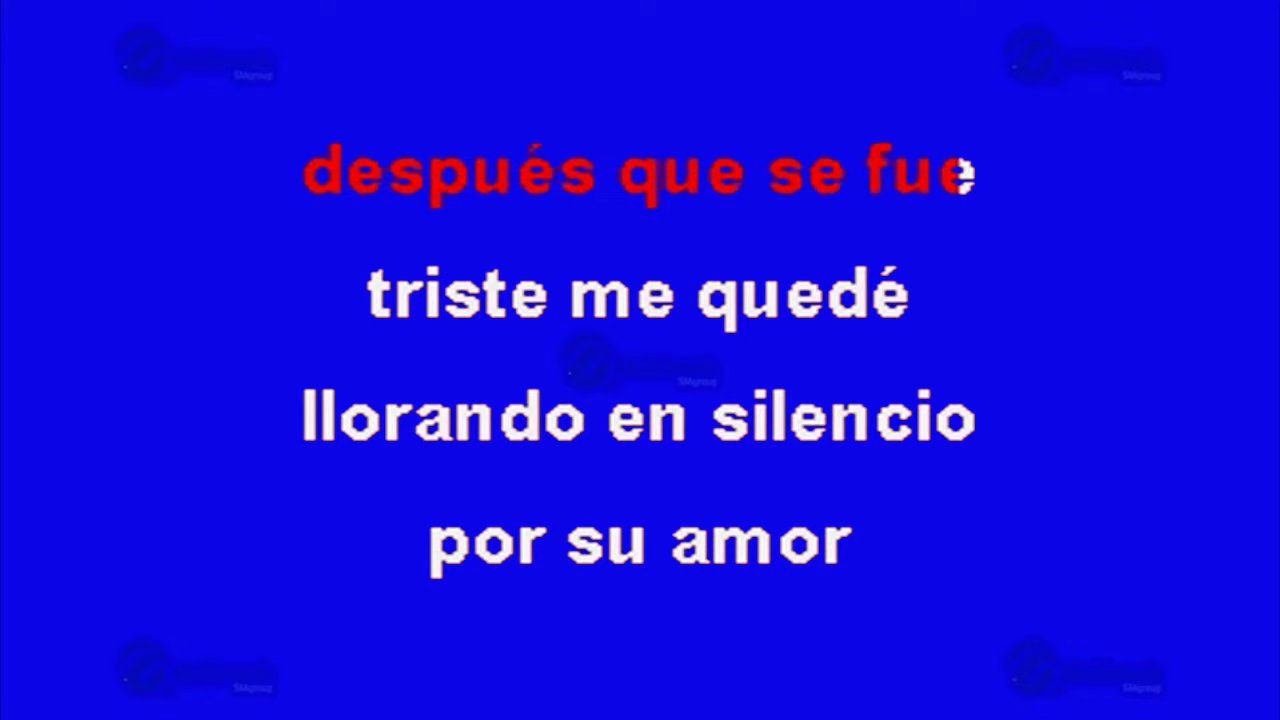 después que se fue
triste me quedé
llorando en silencio
por su amor